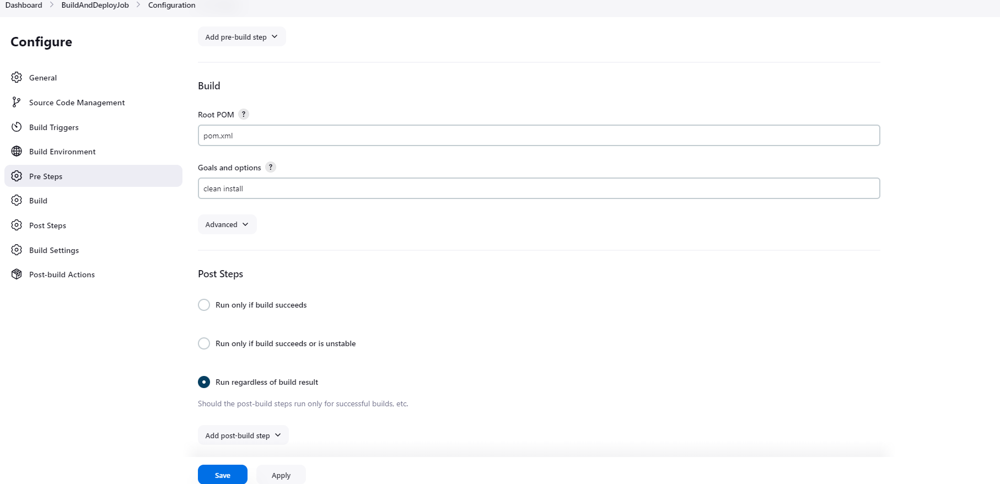 Dashboard BuildAndDeployJob Configuration
Configure
General
Source Code Management
Build Triggers
Build Environment
Pre Steps
Build
Post Steps
Build Settings
Post-build Actions
Add pre-build step
Build
Root POM ?
pom.xml
Goals and options ?
clean install
Advanced
Post Steps
Run only if build succeeds
Run only if build succeeds or is unstable
Run regardless of build result
Should the post-build steps run only for successful builds, etc.
Add post-build step
Save Apply